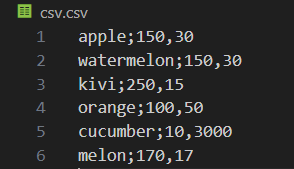 csv.csv
1 apple;150,30
2 watermelon;150,30
3 kivi;250,15
4 orange;100,50
5 cucumber;10,3000
6 melon;170,17